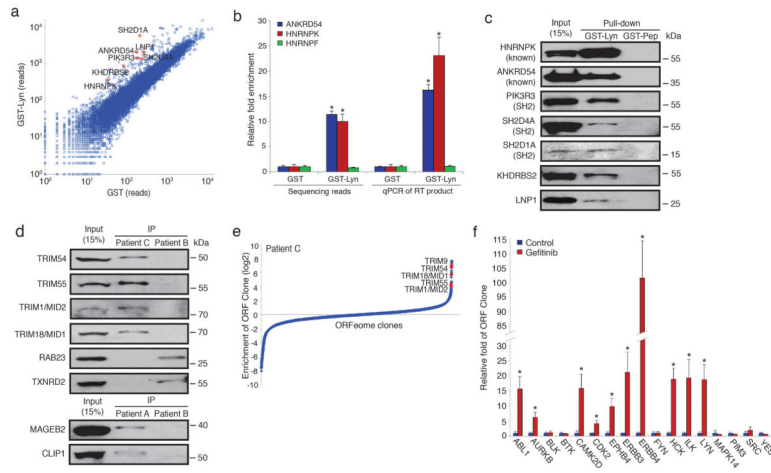 a
GST-Lyn (reads)
10⁴
10³
10²
10¹
10⁰
SH2D1A
LNP1
ANKRD54
SH2D4A
PIK3R3
KHDRBS2
HNRNPK
10⁰ 10¹ 10² 10³ 10⁴
GST (reads)
b
ANKRD54
HNRNPK
HNRNPF
Relative fold enrichment
30
25
20
15
10
5
0
* * * *
GST GST-Lyn GST GST-Lyn
Sequencing reads qPCR of RT product
c
Input Pull-down
(15%) GST-Lyn GST-Pep kDa
HNRNPK
(known)
55
ANKRD54
(known)
35
PIK3R3
(SH2)
55
SH2D4A
(SH2)
55
SH2D1A
(SH2)
15
KHDRBS2
55
LNP1
25
d
Input IP
(15%) Patient C Patient B kDa
TRIM54 50
TRIM55 55
TRIM1/MID2 70
TRIM18/MID1 70
RAB23 25
TXNRD2 55
Input IP
(15%) Patient A Patient B
MAGEB2 40
CLIP1 55
e
Patient C
Enrichment of ORF Clone (log2)
10
8
6
4
2
0
-2
-4
-6
-8
-10
TRIM9
TRIM54
TRIM18/MID1
TRIM55
TRIM1/MID2
ORFeome clones
f
Control
Gefitinib
Relative fold of ORF Clone
115
110
105
100
95
90
85
30
25
20
15
10
5
0
* * * * * * * * * *
ABL1
AURKB
BLK
BTK
CAMK2D
CDK2
EPHB4
ERBB3
ERBB4
FYN
HCK
ILK
LYN
MAPK14
PIM3
SRC
YES